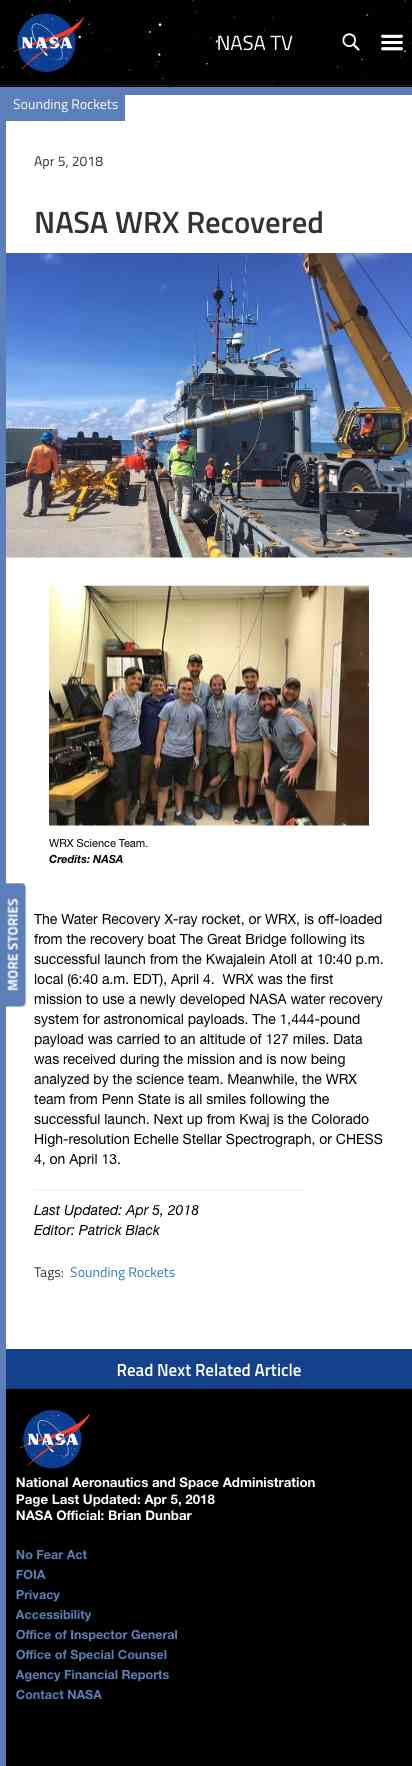 NASA
NASA TV
Sounding Rockets
Apr 5, 2018
NASA WRX Recovered
WRX Science Team.
Credits: NASA
MORE STORIES
The Water Recovery X-ray rocket, or WRX, is off-loaded
from the recovery boat The Great Bridge following its
successful launch from the Kwajalein Atoll at 10:40 p.m.
local (6:40 a.m. EDT), April 4.  WRX was the first
mission to use a newly developed NASA water recovery
system for astronomical payloads. The 1,444-pound
payload was carried to an altitude of 127 miles. Data
was received during the mission and is now being
analyzed by the science team. Meanwhile, the WRX
team from Penn State is all smiles following the
successful launch. Next up from Kwaj is the Colorado
High-resolution Echelle Stellar Spectrograph, or CHESS
4, on April 13.
Last Updated: Apr 5, 2018
Editor: Patrick Black
Tags: Sounding Rockets
Read Next Related Article
NASA
National Aeronautics and Space Administration
Page Last Updated: Apr 5, 2018
NASA Official: Brian Dunbar
No Fear Act
FOIA
Privacy
Accessibility
Office of Inspector General
Office of Special Counsel
Agency Financial Reports
Contact NASA